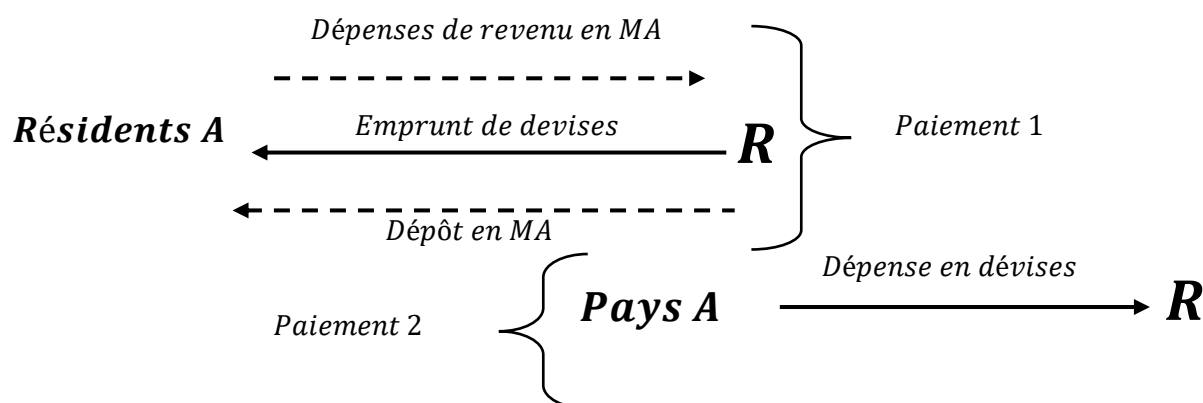 Dépenses de revenu en MA
Résidents A
Emprunt de devises
R
Paiement 1
Dépôt en MA
Dépense en dévises
Pays A
R
Paiement 2